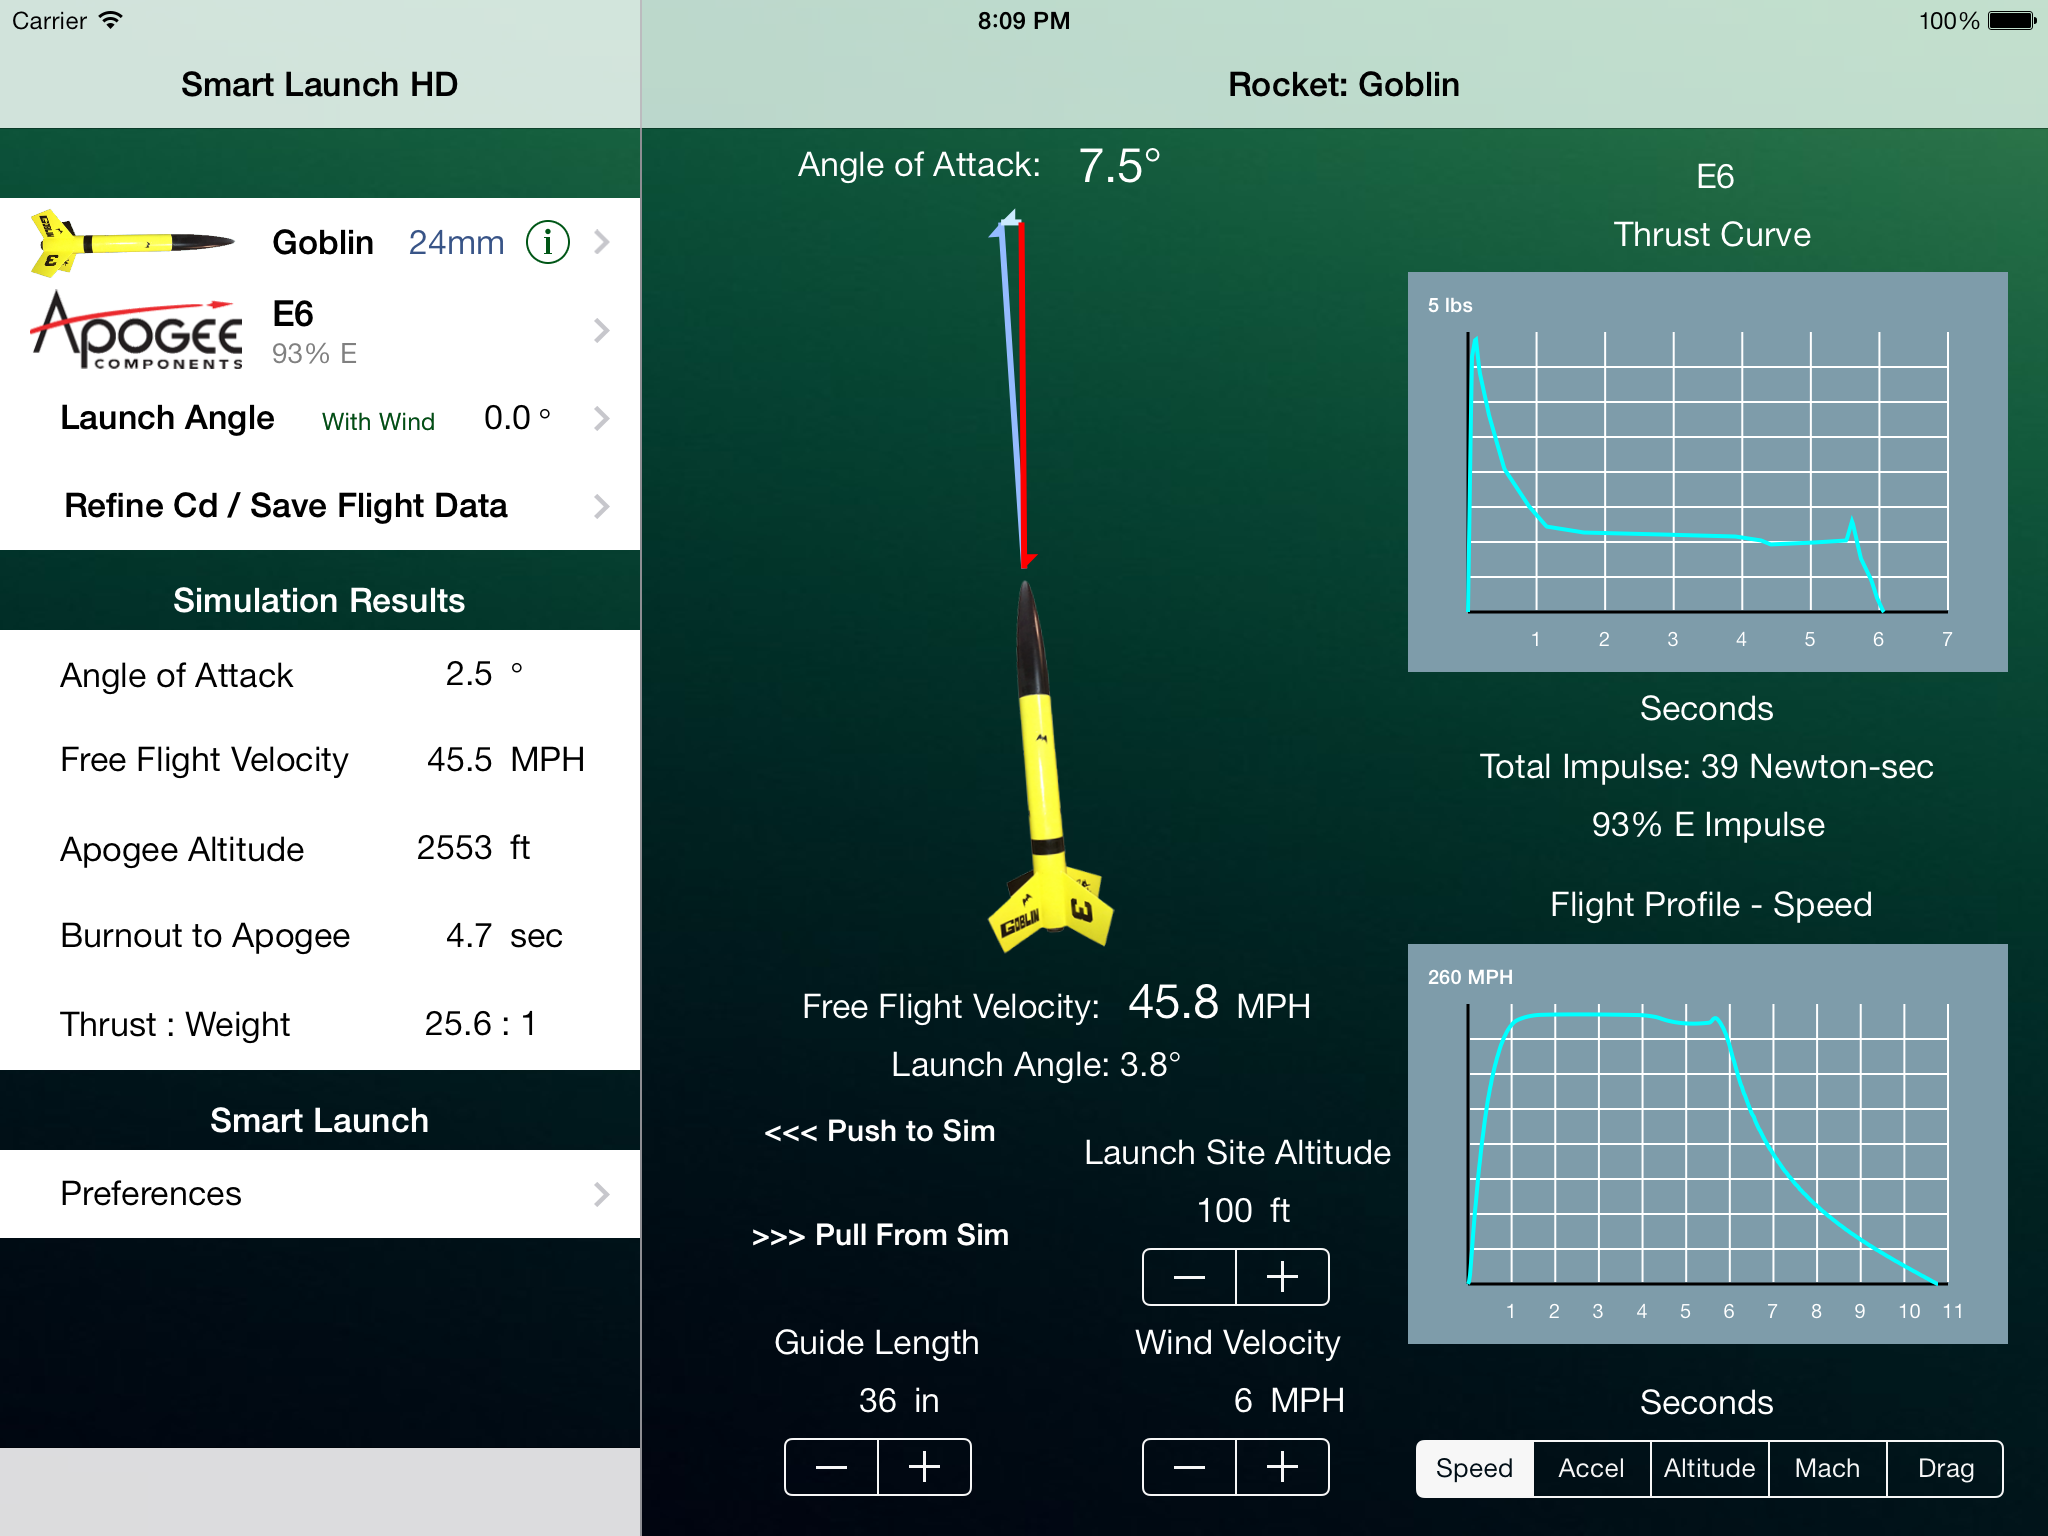 Carrier
8:09 PM
100%
Smart Launch HD
Goblin 24mm i
GOBLIN
3
APOGEE
COMPONENTS
E6
93% E
Launch Angle With Wind 0.0 °
Refine Cd / Save Flight Data
Simulation Results
Angle of Attack 2.5 °
Free Flight Velocity 45.5 MPH
Apogee Altitude 2553 ft
Burnout to Apogee 4.7 sec
Thrust : Weight 25.6 : 1
Smart Launch
Preferences
Rocket: Goblin
Angle of Attack: 7.5°
GOBLIN
3
Free Flight Velocity: 45.8 MPH
Launch Angle: 3.8°
<<< Push to Sim
>>> Pull From Sim
Launch Site Altitude
100 ft
− +
Guide Length
36 in
− +
Wind Velocity
6 MPH
− +
E6
Thrust Curve
5 lbs
1 2 3 4 5 6 7
Seconds
Total Impulse: 39 Newton-sec
93% E Impulse
Flight Profile - Speed
260 MPH
1 2 3 4 5 6 7 8 9 10 11
Seconds
Speed Accel Altitude Mach Drag